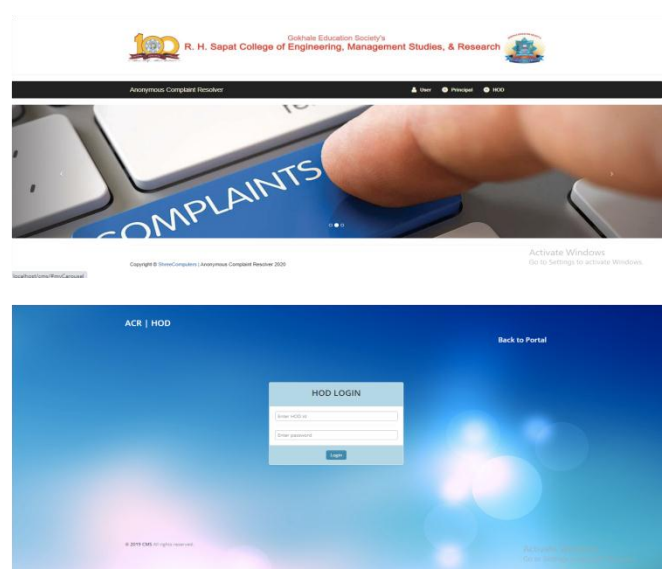 Gokhale Education Society's
R. H. Sapat College of Engineering, Management Studies, & Research
Anonymous Complaint Resolver
User Principal HOD
COMPLAINTS
Activate Windows
Go to Settings to activate Windows.
Copyright © ShreeComputers | Anonymous Complaint Resolver 2020
localhost/cms/#myCarousel
ACR | HOD
Back to Portal
HOD LOGIN
Enter HOD id
Enter password
Login
© 2019 CMS All rights reserved.
Activate Windows